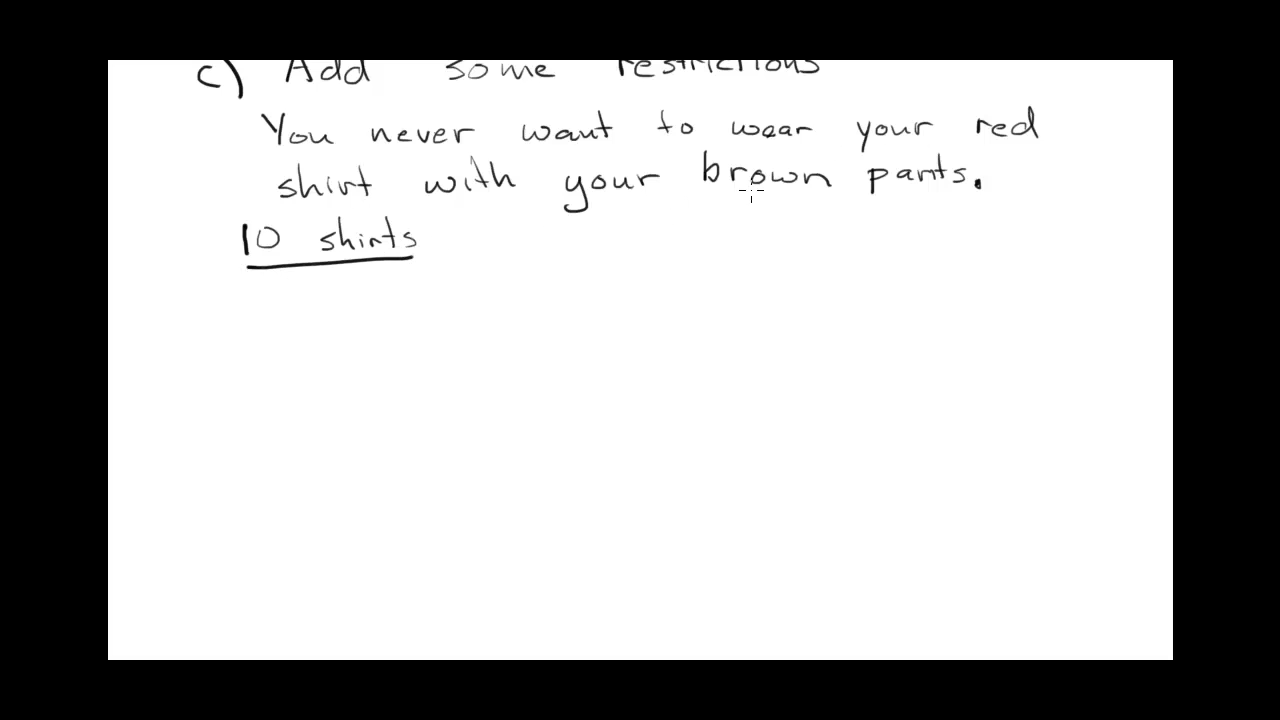 c) Add some restrictions
You never want to wear your red
shirt with your brown pants.
10 shirts